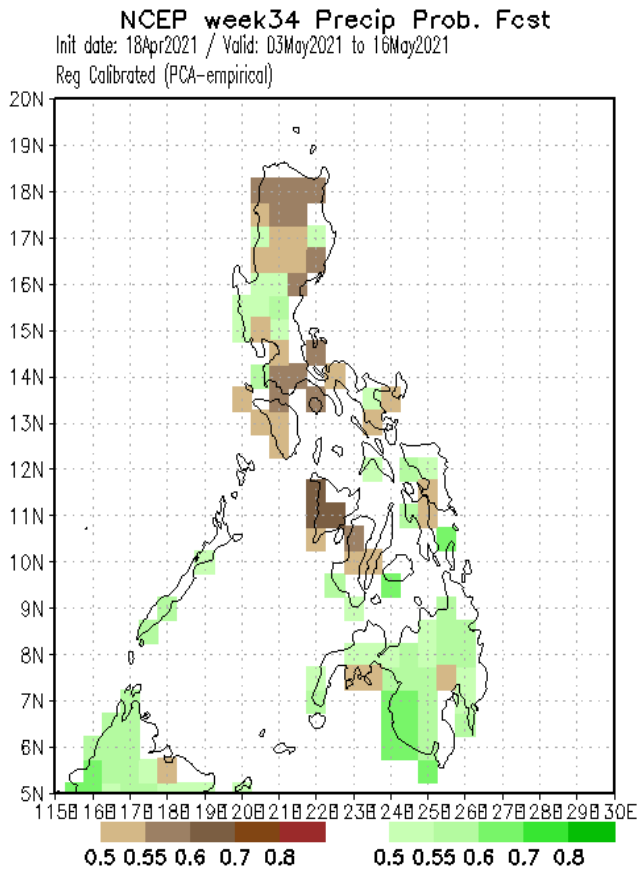 NCEP week34 Precip Prob. Fcst
Init date: 18Apr2021 / Valid: 03May2021 to 16May2021
Reg Calibrated (PCA-empirical)
20N
19N
18N
17N
16N
15N
14N
13N
12N
11N
10N
9N
8N
7N
6N
5N
115E 116E 117E 118E 119E 120E 121E 122E 123E 124E 125E 126E 127E 128E 129E 130E
0.5 0.55 0.6 0.7 0.8 0.5 0.55 0.6 0.7 0.8